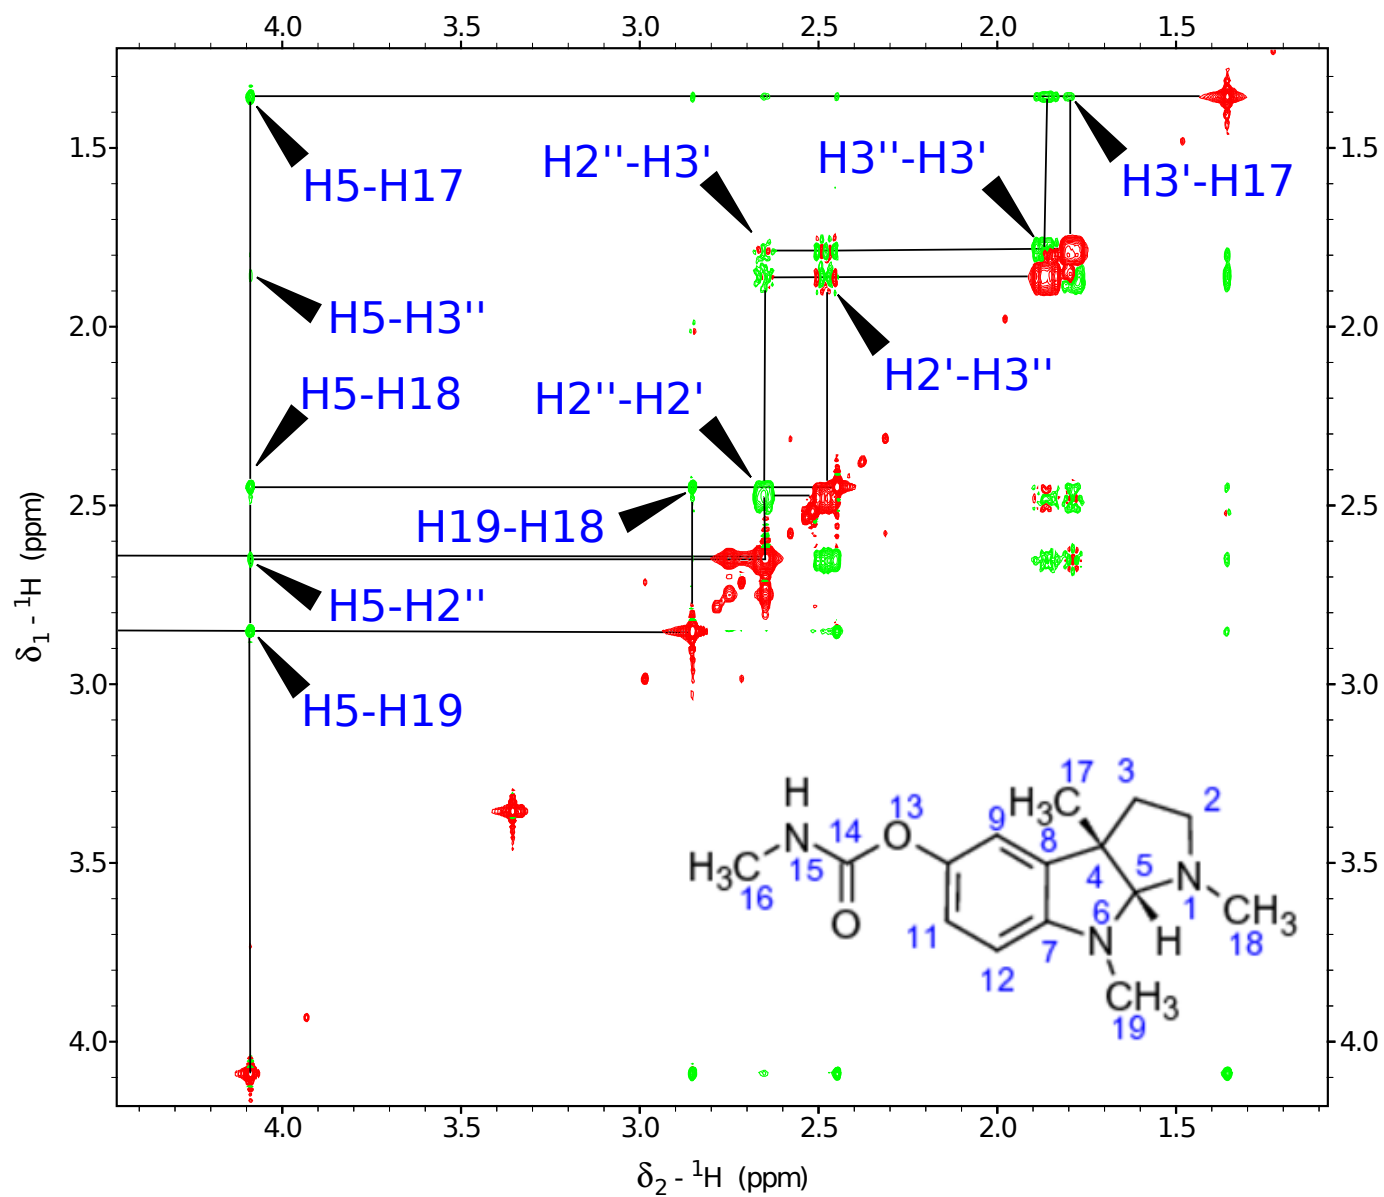 4.0 3.5 3.0 2.5 2.0 1.5
1.5 1.5
H5-H17
H2''-H3'
H3''-H3'
H3'-H17
2.0 2.0
H5-H3''
H2'-H3''
H5-H18
H2''-H2'
2.5 2.5
H19-H18
H5-H2''
3.0 3.0
H5-H19
3.5 3.5
4.0 4.0
δ1 - 1H (ppm)
17 3
H H3C 2
13 9
14 O 8
N 4 5 N
H3C 15 1 CH3
16 O 6 18
11 7 N H
12 CH3
19
4.0 3.5 3.0 2.5 2.0 1.5
δ2 - 1H (ppm)